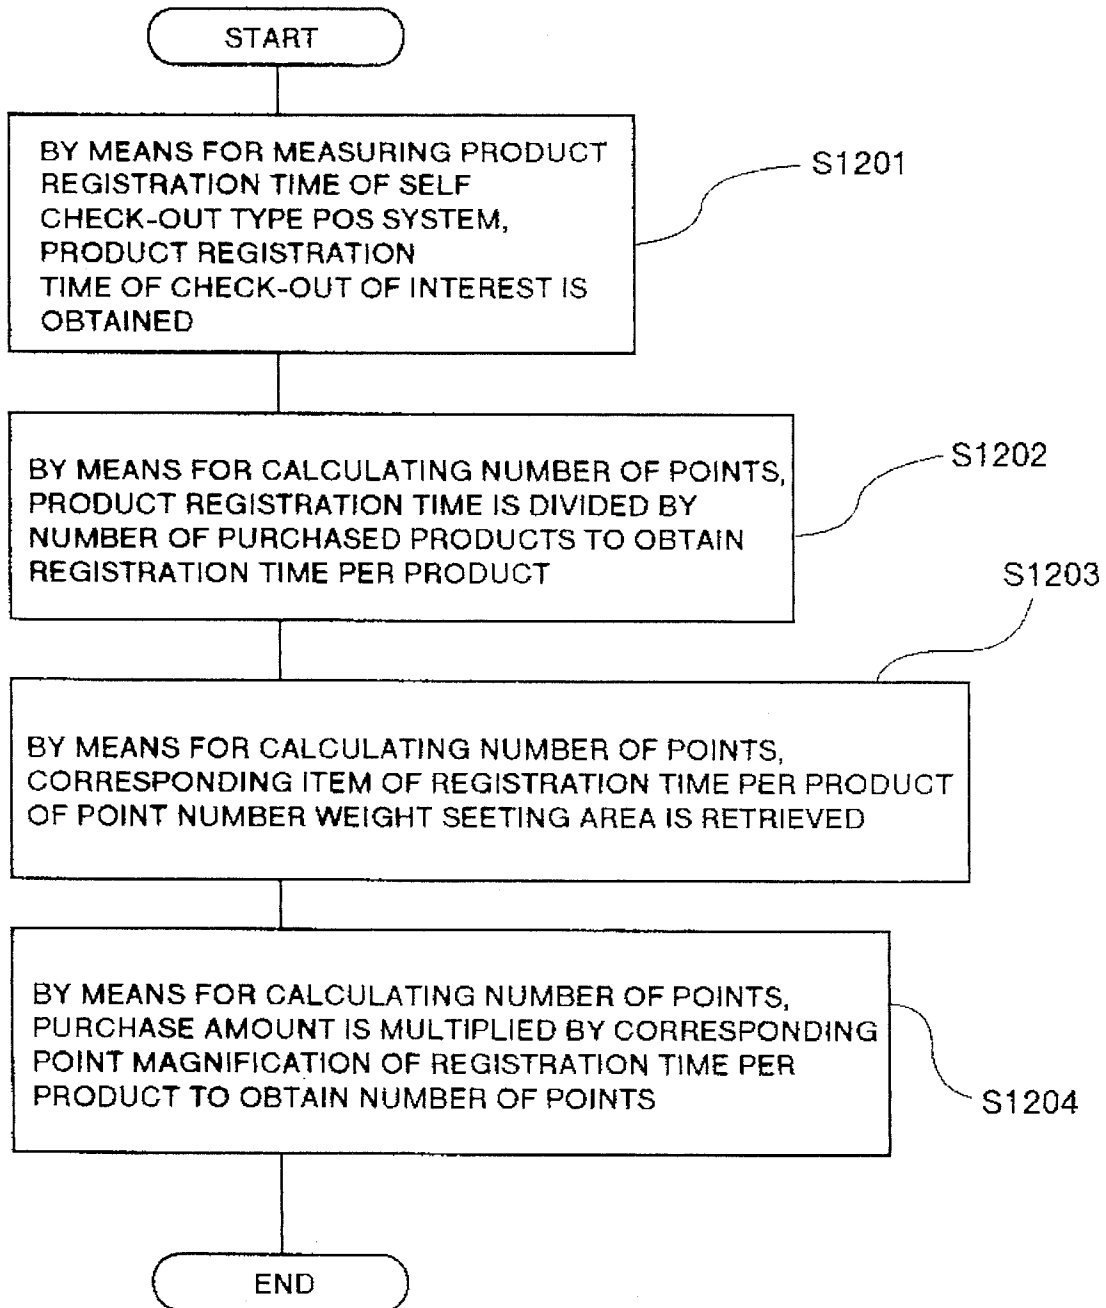 START
BY MEANS FOR MEASURING PRODUCT
REGISTRATION TIME OF SELF
CHECK-OUT TYPE POS SYSTEM,
PRODUCT REGISTRATION
TIME OF CHECK-OUT OF INTEREST IS
OBTAINED
S1201
BY MEANS FOR CALCULATING NUMBER OF POINTS,
PRODUCT REGISTRATION TIME IS DIVIDED BY
NUMBER OF PURCHASED PRODUCTS TO OBTAIN
REGISTRATION TIME PER PRODUCT
S1202
S1203
BY MEANS FOR CALCULATING NUMBER OF POINTS,
CORRESPONDING ITEM OF REGISTRATION TIME PER PRODUCT
OF POINT NUMBER WEIGHT SEETING AREA IS RETRIEVED
BY MEANS FOR CALCULATING NUMBER OF POINTS,
PURCHASE AMOUNT IS MULTIPLIED BY CORRESPONDING
POINT MAGNIFICATION OF REGISTRATION TIME PER
PRODUCT TO OBTAIN NUMBER OF POINTS
S1204
END